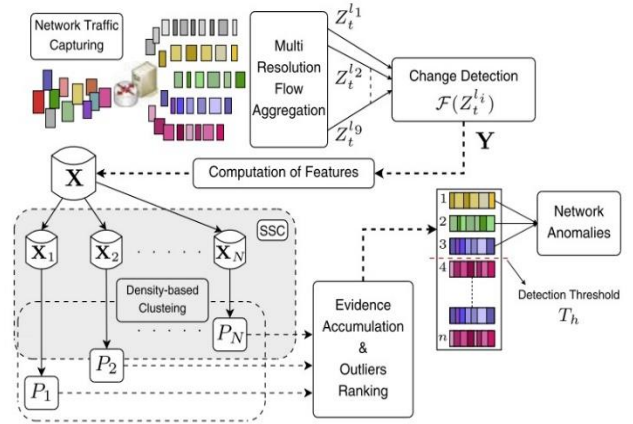 Network Traffic
Capturing
Multi
Resolution
Flow
Aggregation
Z_t^{l_1}
Z_t^{l_2}
Z_t^{l_9}
Change Detection
\mathcal{F}(Z_t^{l_i})
Y
Computation of Features
X
SSC
X_1
X_2
. . . . .
X_N
Density-based
Clusteing
. . . . .
P_N
P_2
P_1
Evidence
Accumulation
&
Outliers
Ranking
1
2
3
4
n
Network
Anomalies
Detection Threshold
T_h